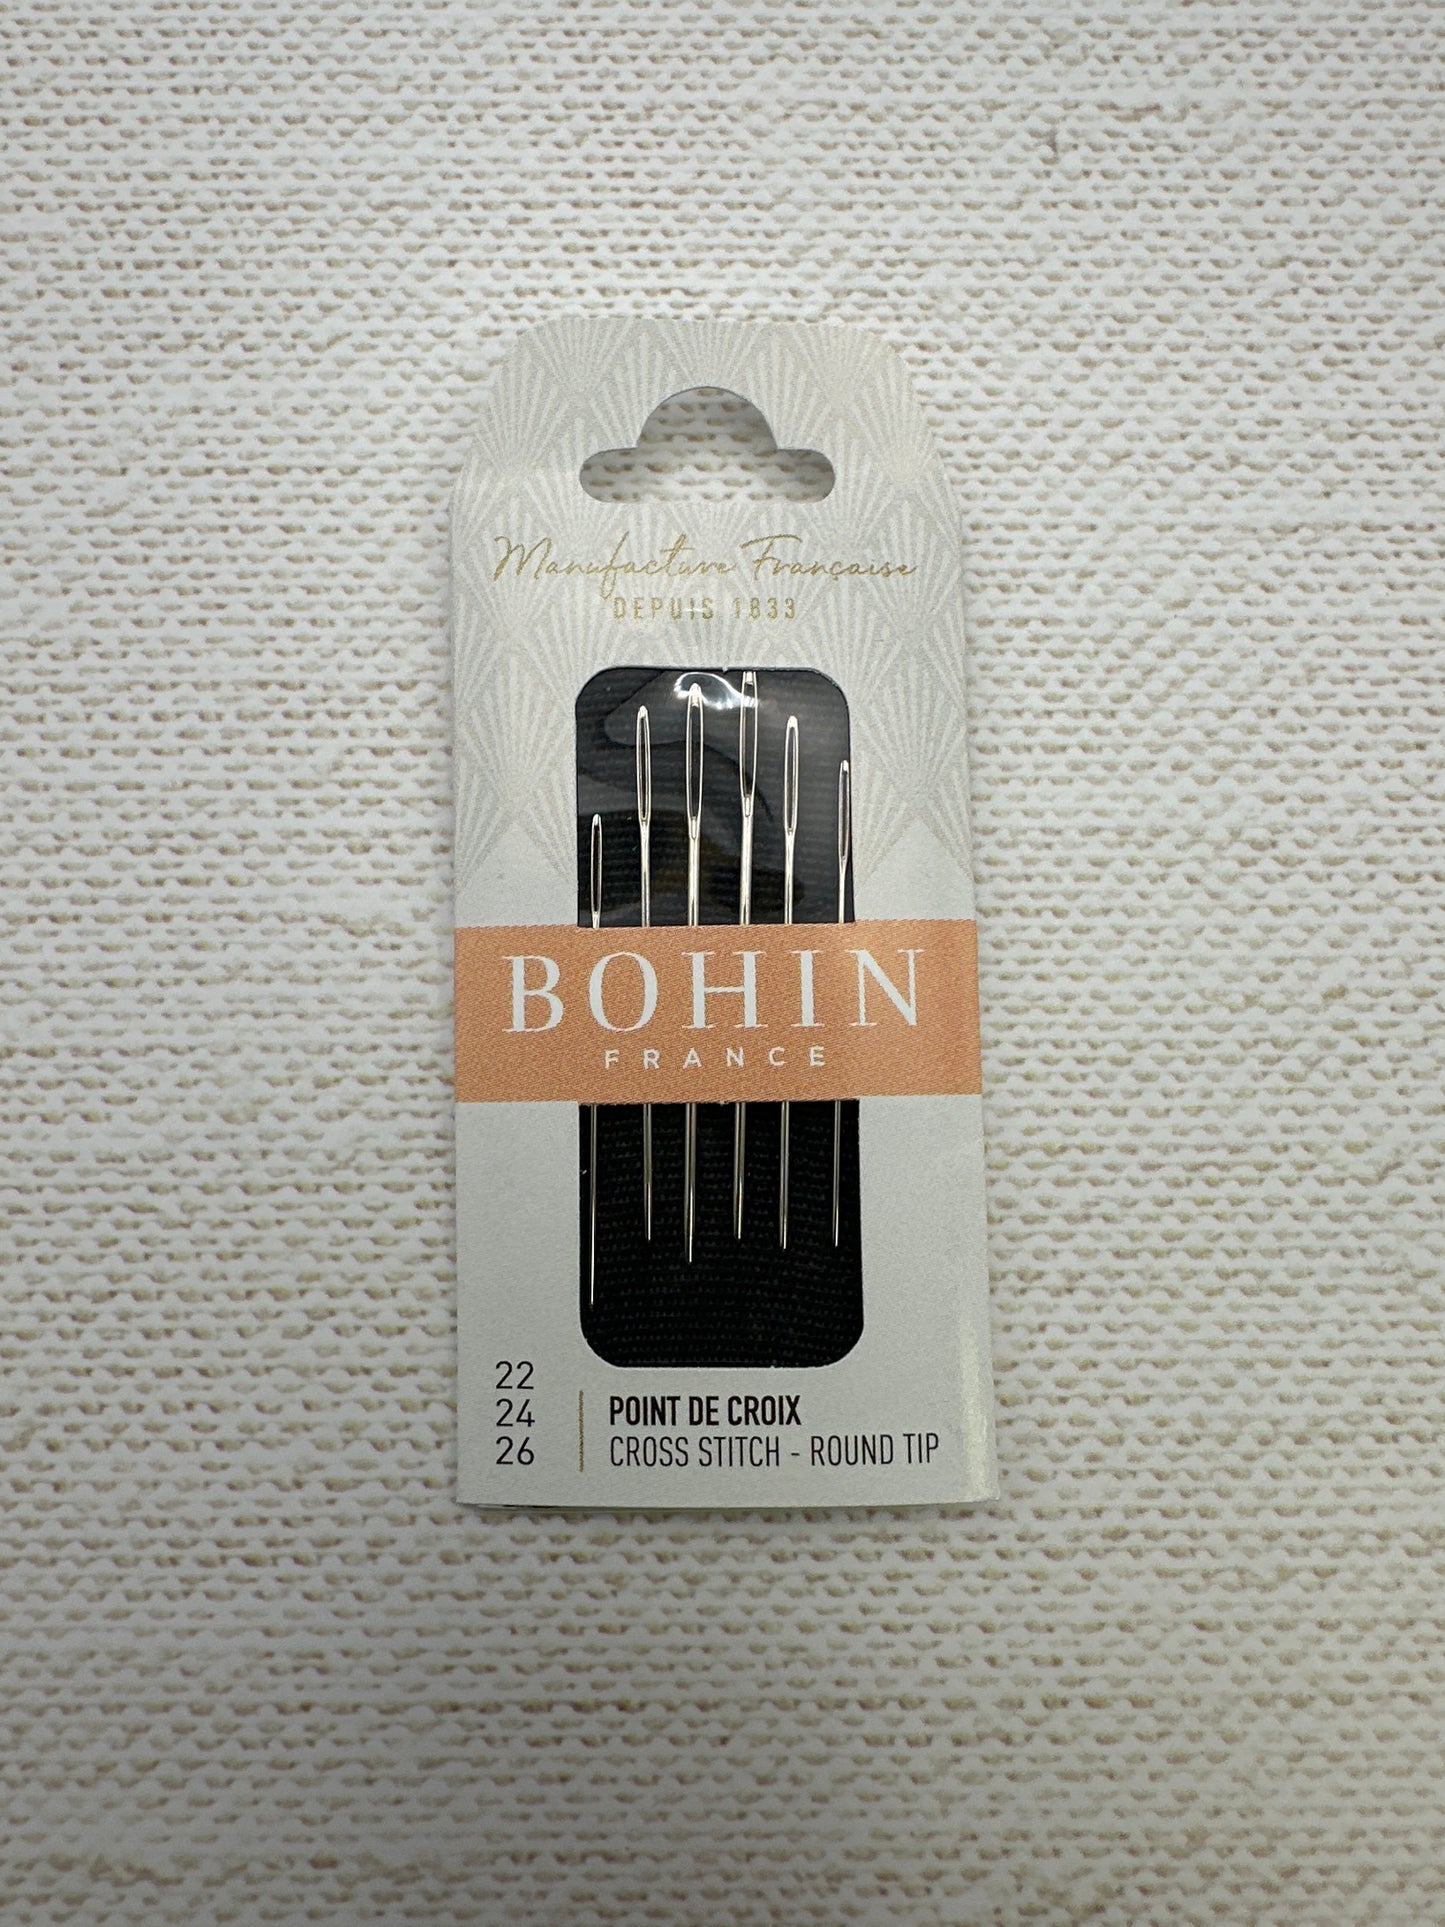 Manufacture Française
DEPUIS 1833
BOHIN
FRANCE
22
24
26
POINT DE CROIX
CROSS STITCH - ROUND TIP